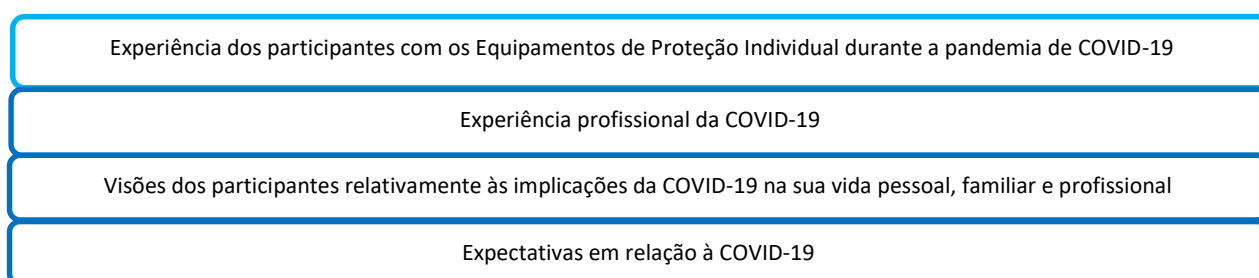 Experiência dos participantes com os Equipamentos de Proteção Individual durante a pandemia de COVID-19
Experiência profissional da COVID-19
Visões dos participantes relativamente às implicações da COVID-19 na sua vida pessoal, familiar e profissional
Expectativas em relação à COVID-19